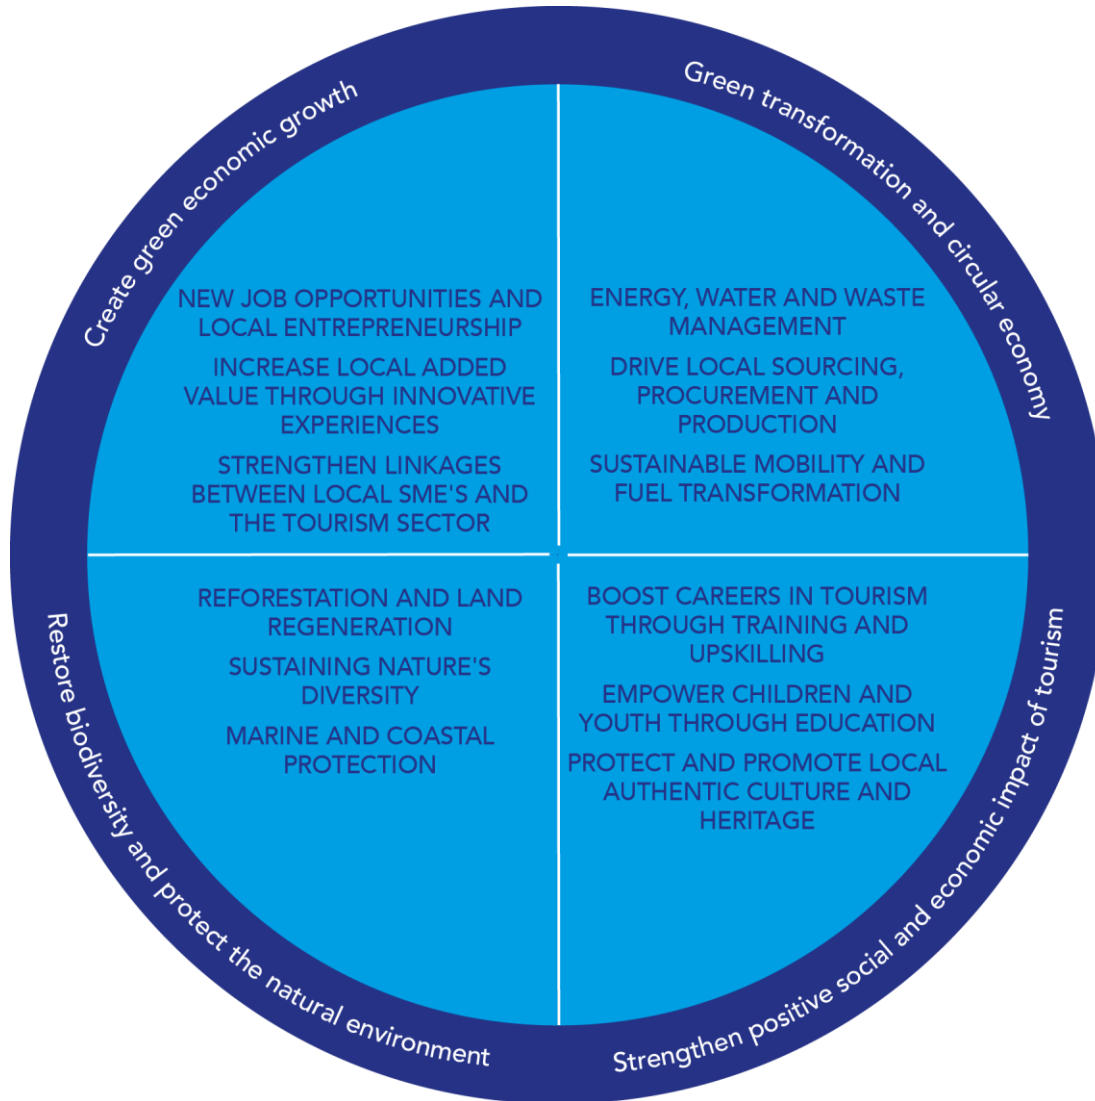 Create green economic growth
NEW JOB OPPORTUNITIES AND
LOCAL ENTREPRENEURSHIP
INCREASE LOCAL ADDED
VALUE THROUGH INNOVATIVE
EXPERIENCES
STRENGTHEN LINKAGES
BETWEEN LOCAL SME'S AND
THE TOURISM SECTOR
Green transformation and circular economy
ENERGY, WATER AND WASTE
MANAGEMENT
DRIVE LOCAL SOURCING,
PROCUREMENT AND
PRODUCTION
SUSTAINABLE MOBILITY AND
FUEL TRANSFORMATION
Restore biodiversity and protect the natural environment
REFORESTATION AND LAND
REGENERATION
SUSTAINING NATURE'S
DIVERSITY
MARINE AND COASTAL
PROTECTION
Strengthen positive social and economic impact of tourism
BOOST CAREERS IN TOURISM
THROUGH TRAINING AND
UPSKILLING
EMPOWER CHILDREN AND
YOUTH THROUGH EDUCATION
PROTECT AND PROMOTE LOCAL
AUTHENTIC CULTURE AND
HERITAGE